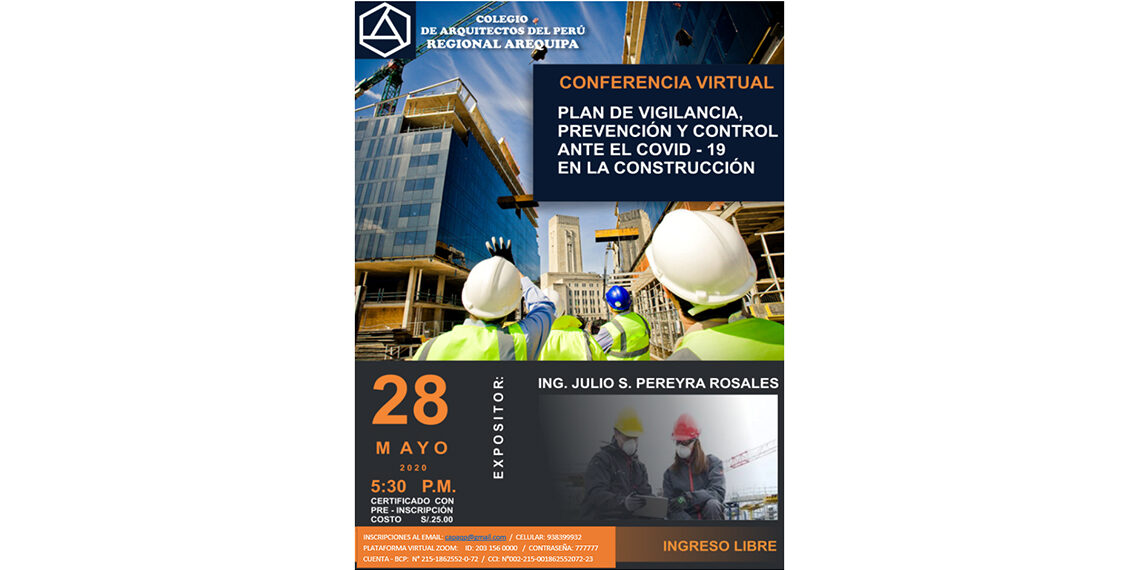 COLEGIO
DE ARQUITECTOS DEL PERÚ
REGIONAL AREQUIPA
CONFERENCIA VIRTUAL
PLAN DE VIGILANCIA,
PREVENCIÓN Y CONTROL
ANTE EL COVID - 19
EN LA CONSTRUCCIÓN
28
MAYO
2020
5:30 P.M.
CERTIFICADO CON
PRE - INSCRIPCIÓN
COSTO S/.25.00
EXPOSITOR:
ING. JULIO S. PEREYRA ROSALES
INSCRIPCIONES AL EMAIL: capaqp@gmail.com / CELULAR: 938399932
PLATAFORMA VIRTUAL ZOOM: ID: 203 156 0000 / CONTRASEÑA: 777777
CUENTA - BCP: N° 215-1862552-0-72 / CCI: N°002-215-001862552072-23
INGRESO LIBRE